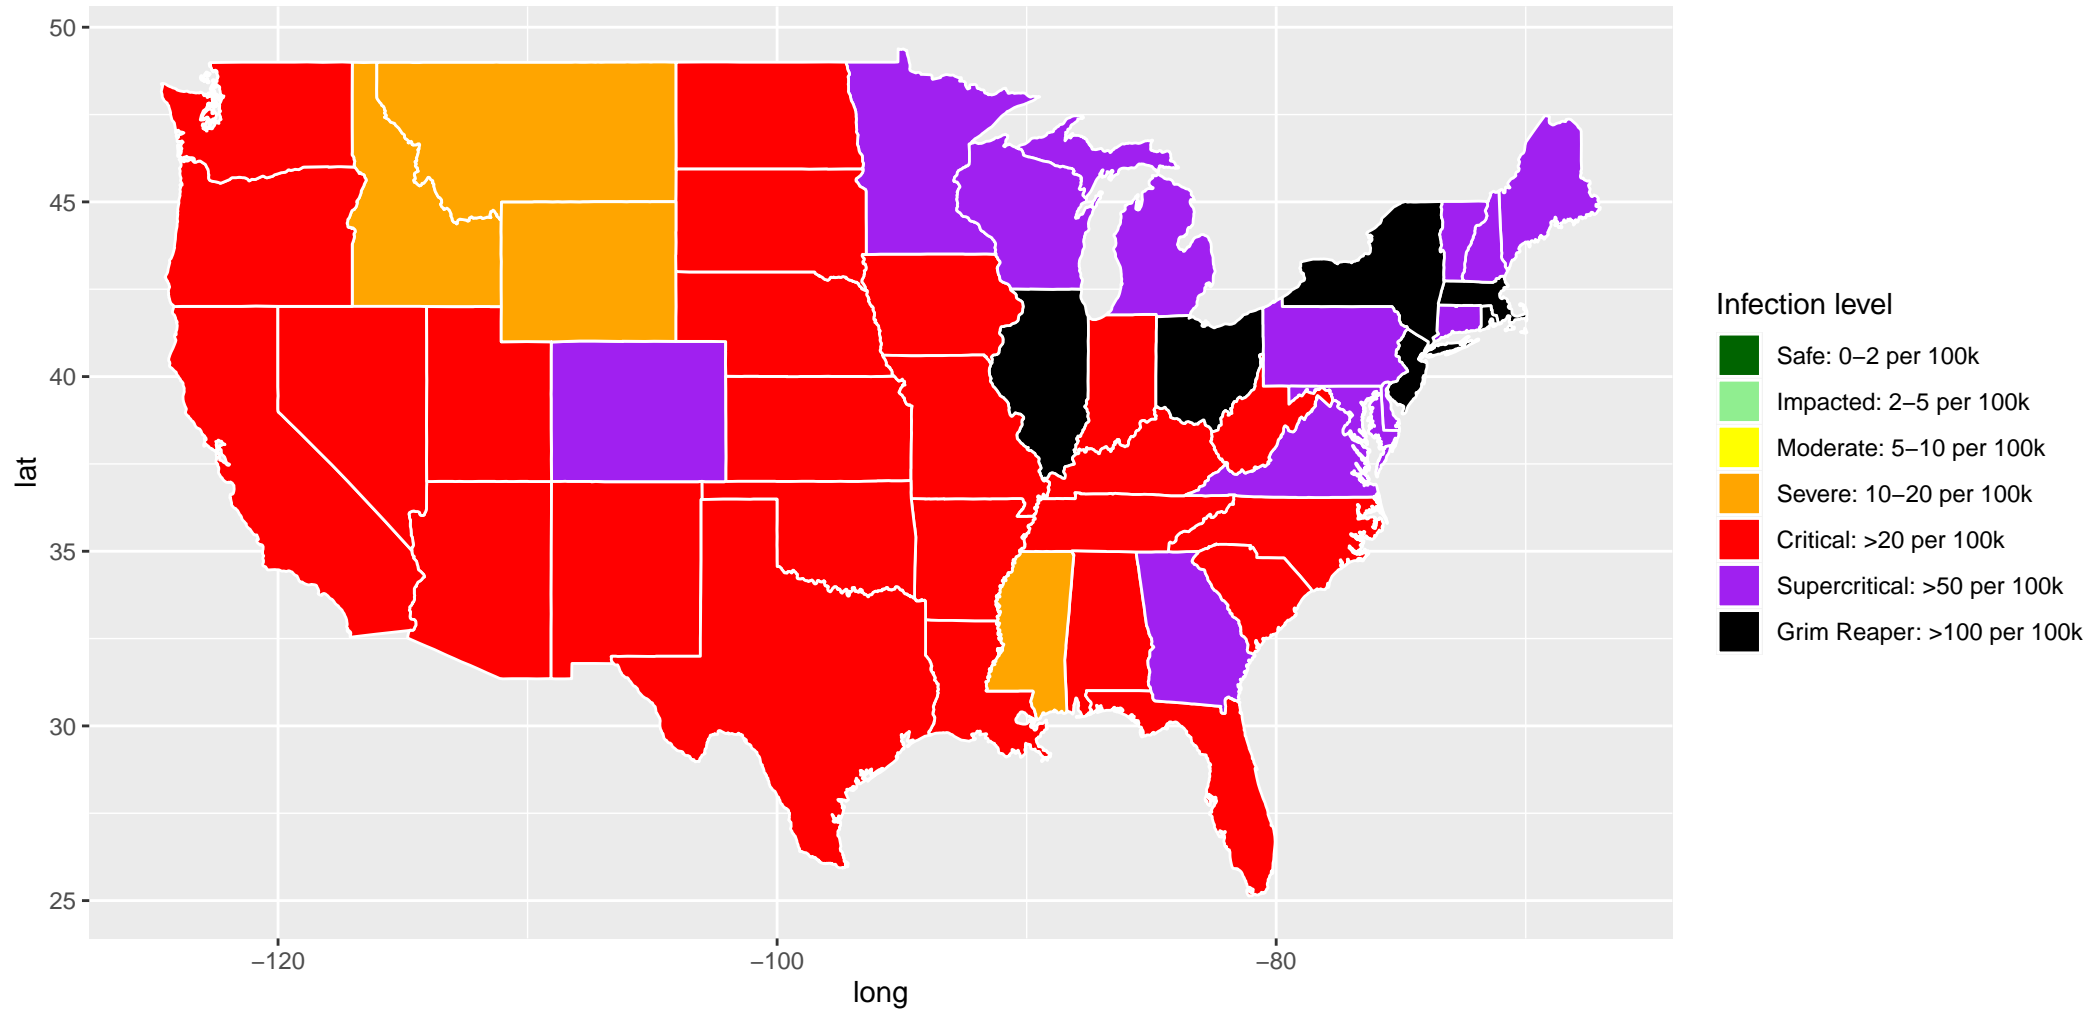 50
45
40
35
30
25
lat
−120
−100
−80
long
Infection level
Safe: 0−2 per 100k
Impacted: 2−5 per 100k
Moderate: 5−10 per 100k
Severe: 10−20 per 100k
Critical: >20 per 100k
Supercritical: >50 per 100k
Grim Reaper: >100 per 100k